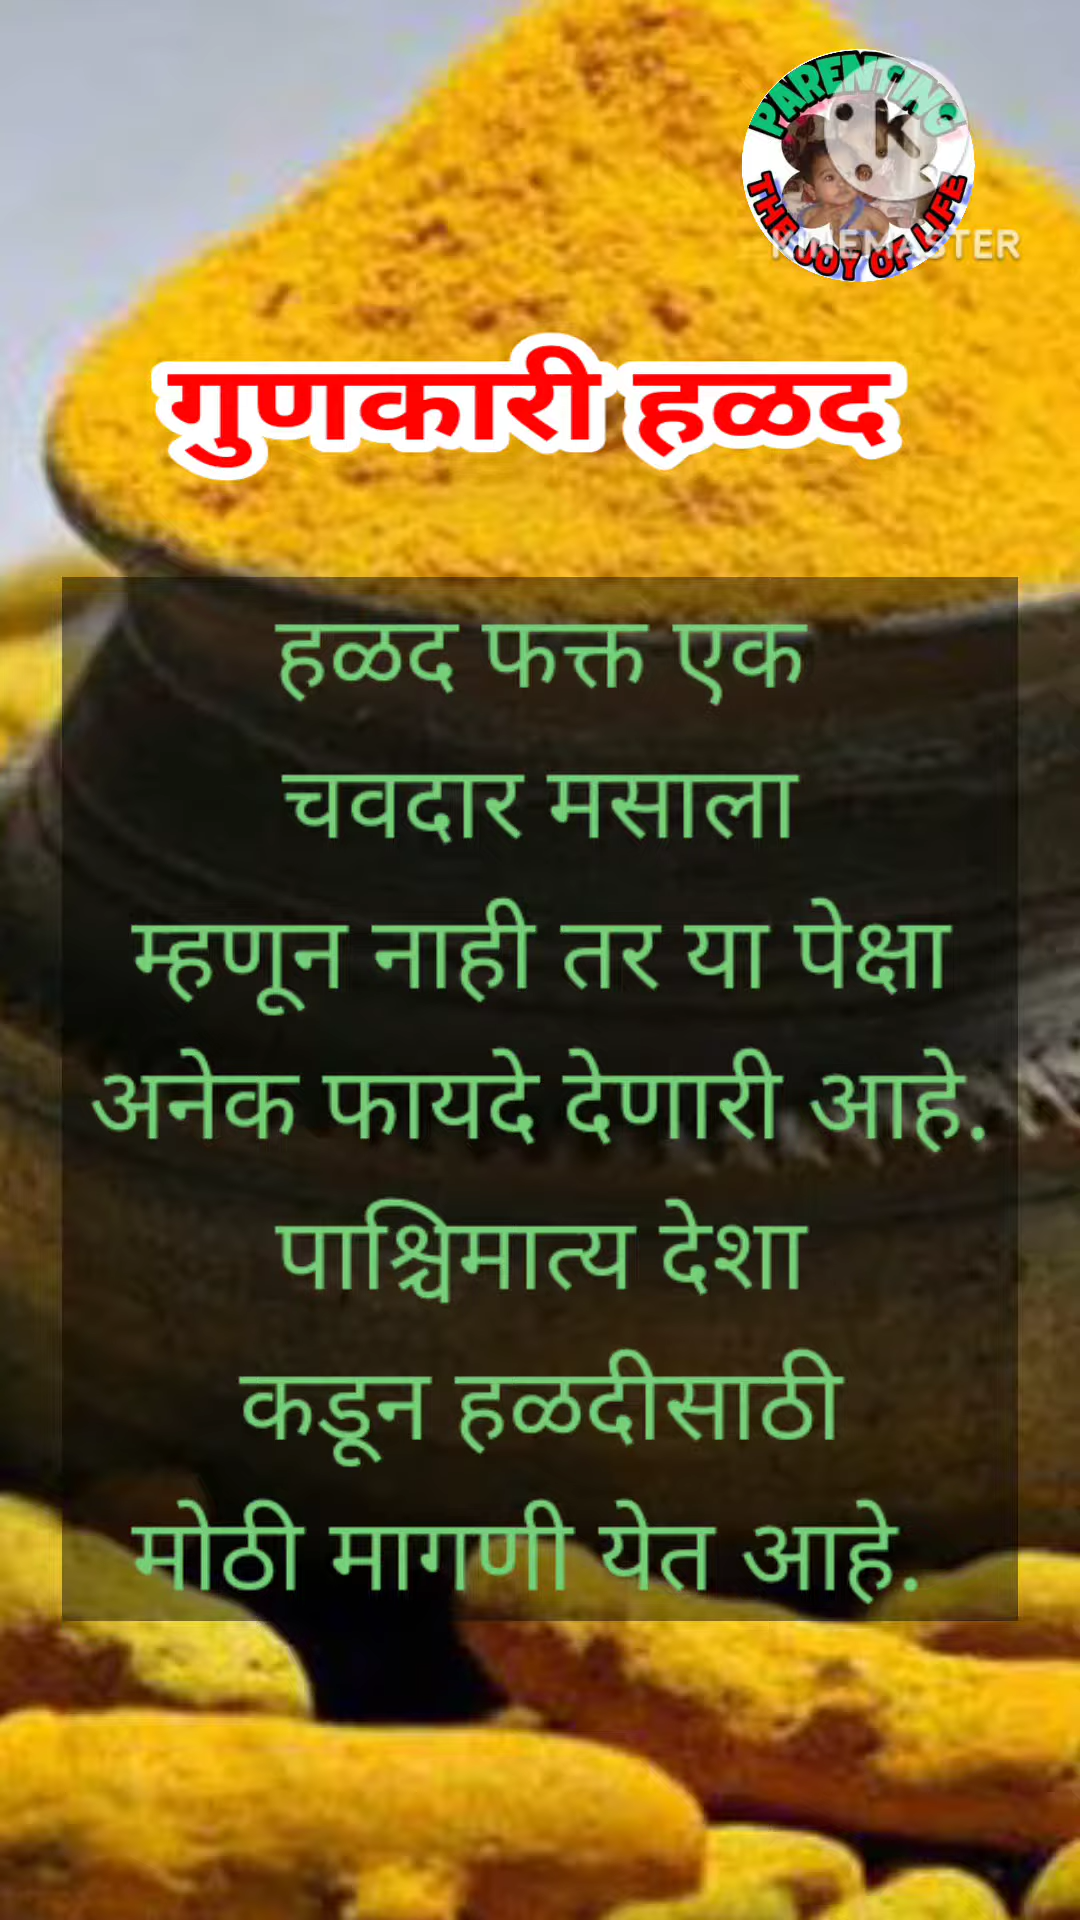 PARENTING
THE JOY OF LIFE
KINEMASTER
गुणकारी हळद
हळद फक्त एक
चवदार मसाला
म्हणून नाही तर या पेक्षा
अनेक फायदे देणारी आहे.
पाश्चिमात्य देशा
कडून हळदीसाठी
मोठी मागणी येत आहे.